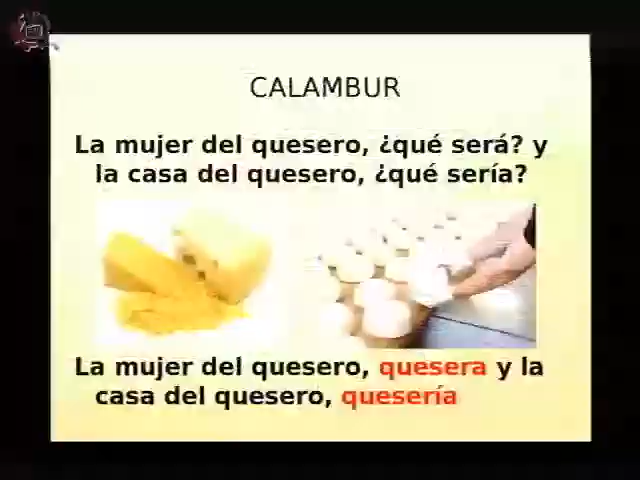 CALAMBUR
La mujer del quesero, ¿qué será? y
la casa del quesero, ¿qué sería?
La mujer del quesero, quesera y la
casa del quesero, quesería